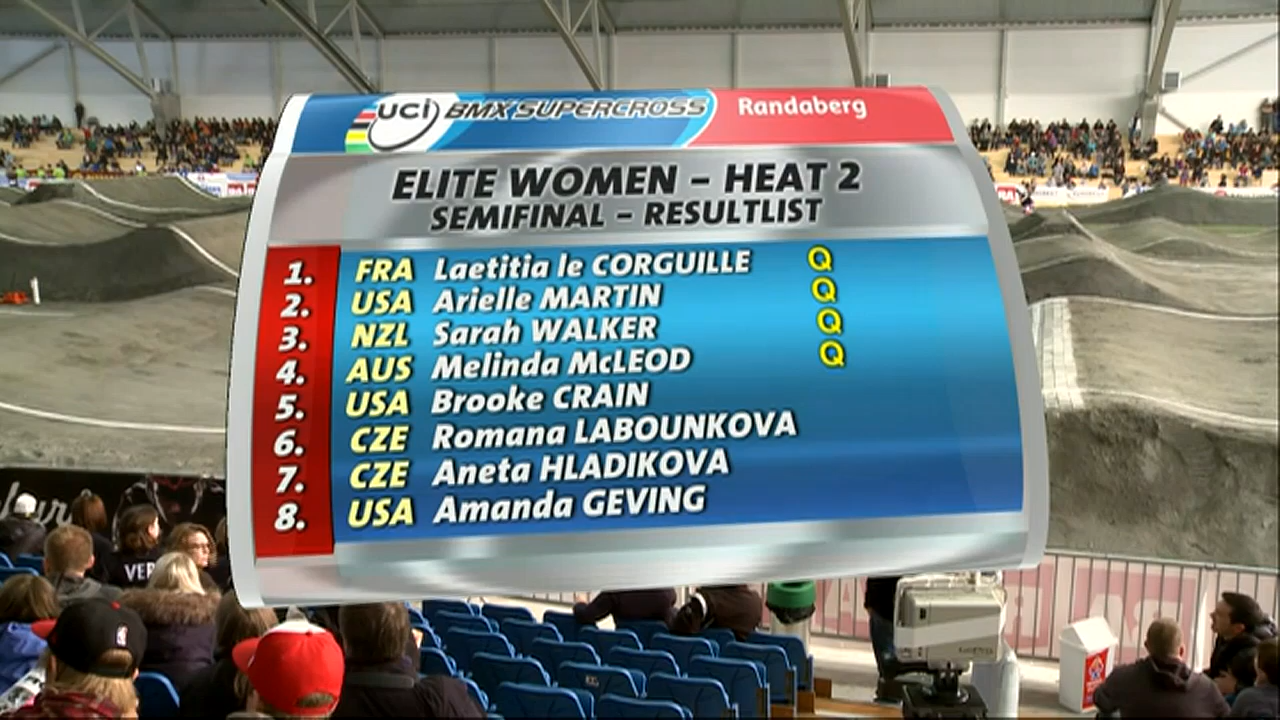 UCI BMX SUPERCROSS Randaberg
ELITE WOMEN – HEAT 2
SEMIFINAL – RESULTLIST
1. FRA Laetitia le CORGUILLE Q
2. USA Arielle MARTIN Q
3. NZL Sarah WALKER Q
4. AUS Melinda McLEOD Q
5. USA Brooke CRAIN
6. CZE Romana LABOUNKOVA
7. CZE Aneta HLADIKOVA
8. USA Amanda GEVING
VER